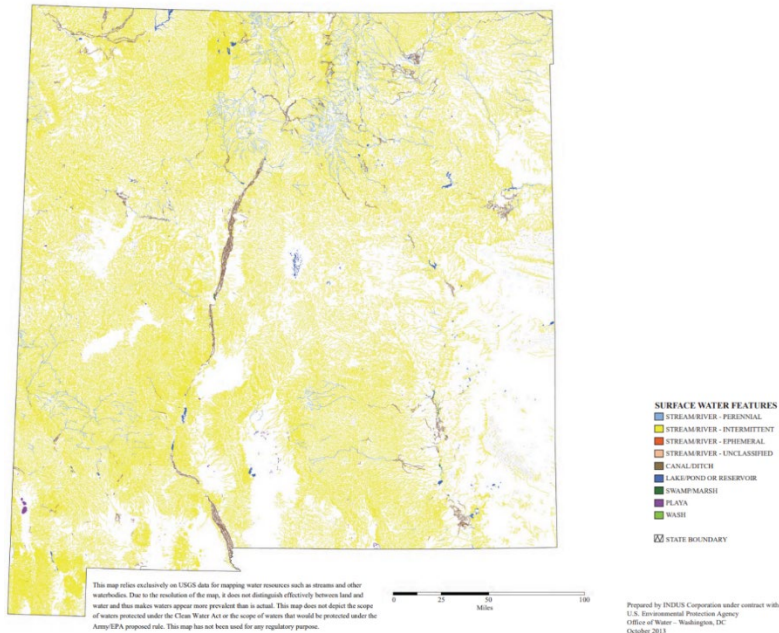 SURFACE WATER FEATURES
STREAM/RIVER - PERENNIAL
STREAM/RIVER - INTERMITTENT
STREAM/RIVER - EPHEMERAL
STREAM/RIVER - UNCLASSIFIED
CANAL/DITCH
LAKE/POND OR RESERVOIR
SWAMP/MARSH
PLAYA
WASH
STATE BOUNDARY
This map relies exclusively on USGS data for mapping water resources such as streams and other
waterbodies. Due to the resolution of the map, it does not distinguish effectively between land and
water and thus makes waters appear more prevalent than is actual. This map does not depict the scope
of waters protected under the Clean Water Act or the scope of waters that would be protected under the
Army/EPA proposed rule. This map has not been used for any regulatory purpose.
0 25 50 100
Miles
Prepared by INDUS Corporation under contract with
U.S. Environmental Protection Agency
Office of Water – Washington, DC
October 2013